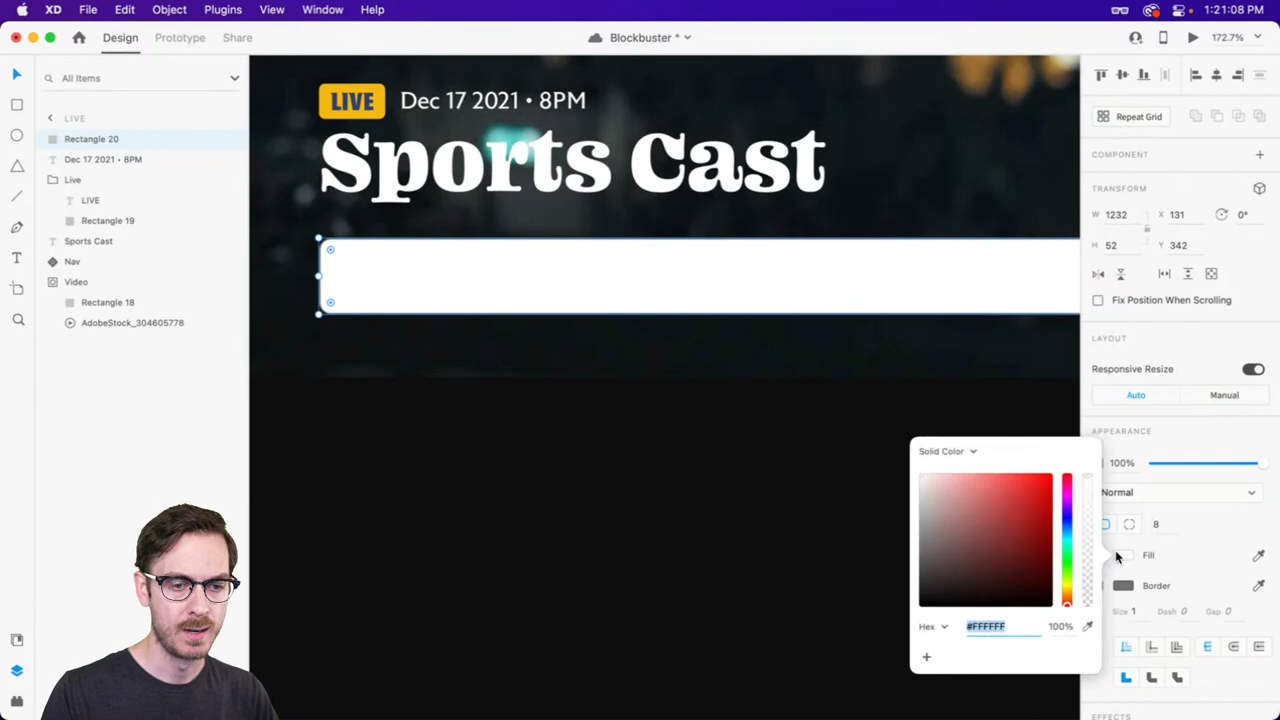 XD File Edit Object Plugins View Window Help 1:21:08 PM
Design Prototype Share Blockbuster * 172.7%
All Items
LIVE
Rectangle 20
Dec 17 2021 • 8PM
Live
LIVE
Rectangle 19
Sports Cast
Nav
Video
Rectangle 18
AdobeStock_304605778
LIVE Dec 17 2021 • 8PM
Sports Cast
Solid Color
Hex #FFFFFF 100%
Repeat Grid
COMPONENT
TRANSFORM
W 1232 X 131 0°
H 52 Y 342
Fix Position When Scrolling
LAYOUT
Responsive Resize
Auto Manual
APPEARANCE
100%
Normal
8
Fill
Border
Size 1 Dash 0 Gap 0
EFFECTS